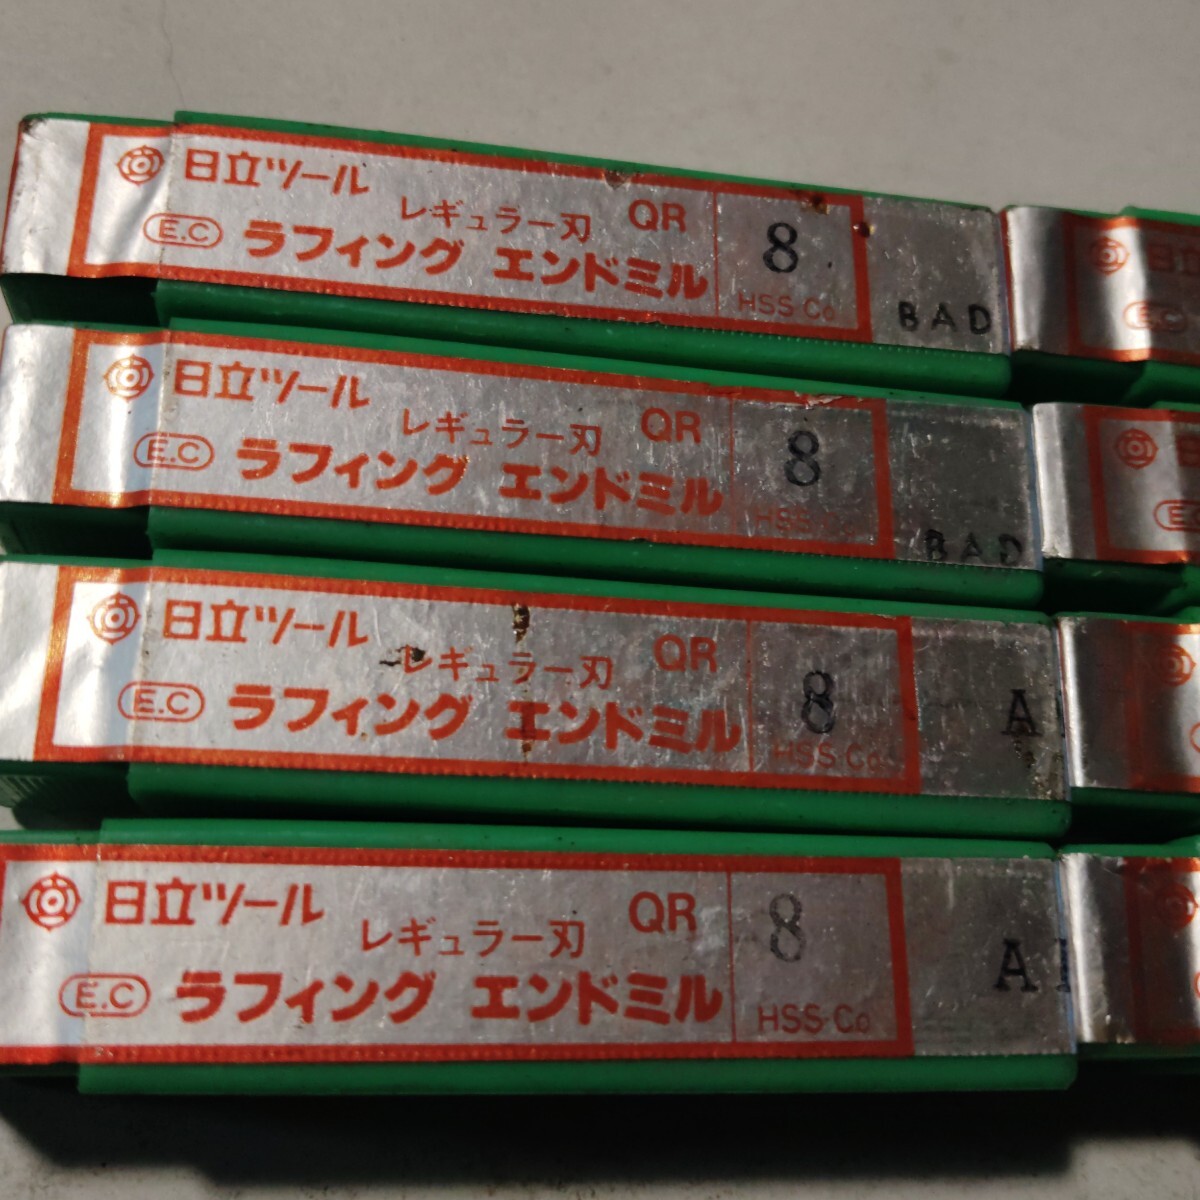 日立ツール
レギュラー刃 QR 8
E.C ラフィング エンドミル HSS Co BAD
日立
E.C
日立ツール
レギュラー刃 QR 8
E.C ラフィング エンドミル HSS Co BAD
日
E.C
日立ツール
レギュラー刃 QR 8 A
E.C ラフィング エンドミル HSS Co
日立ツール
レギュラー刃 QR 8 A
E.C ラフィング エンドミル HSS Co